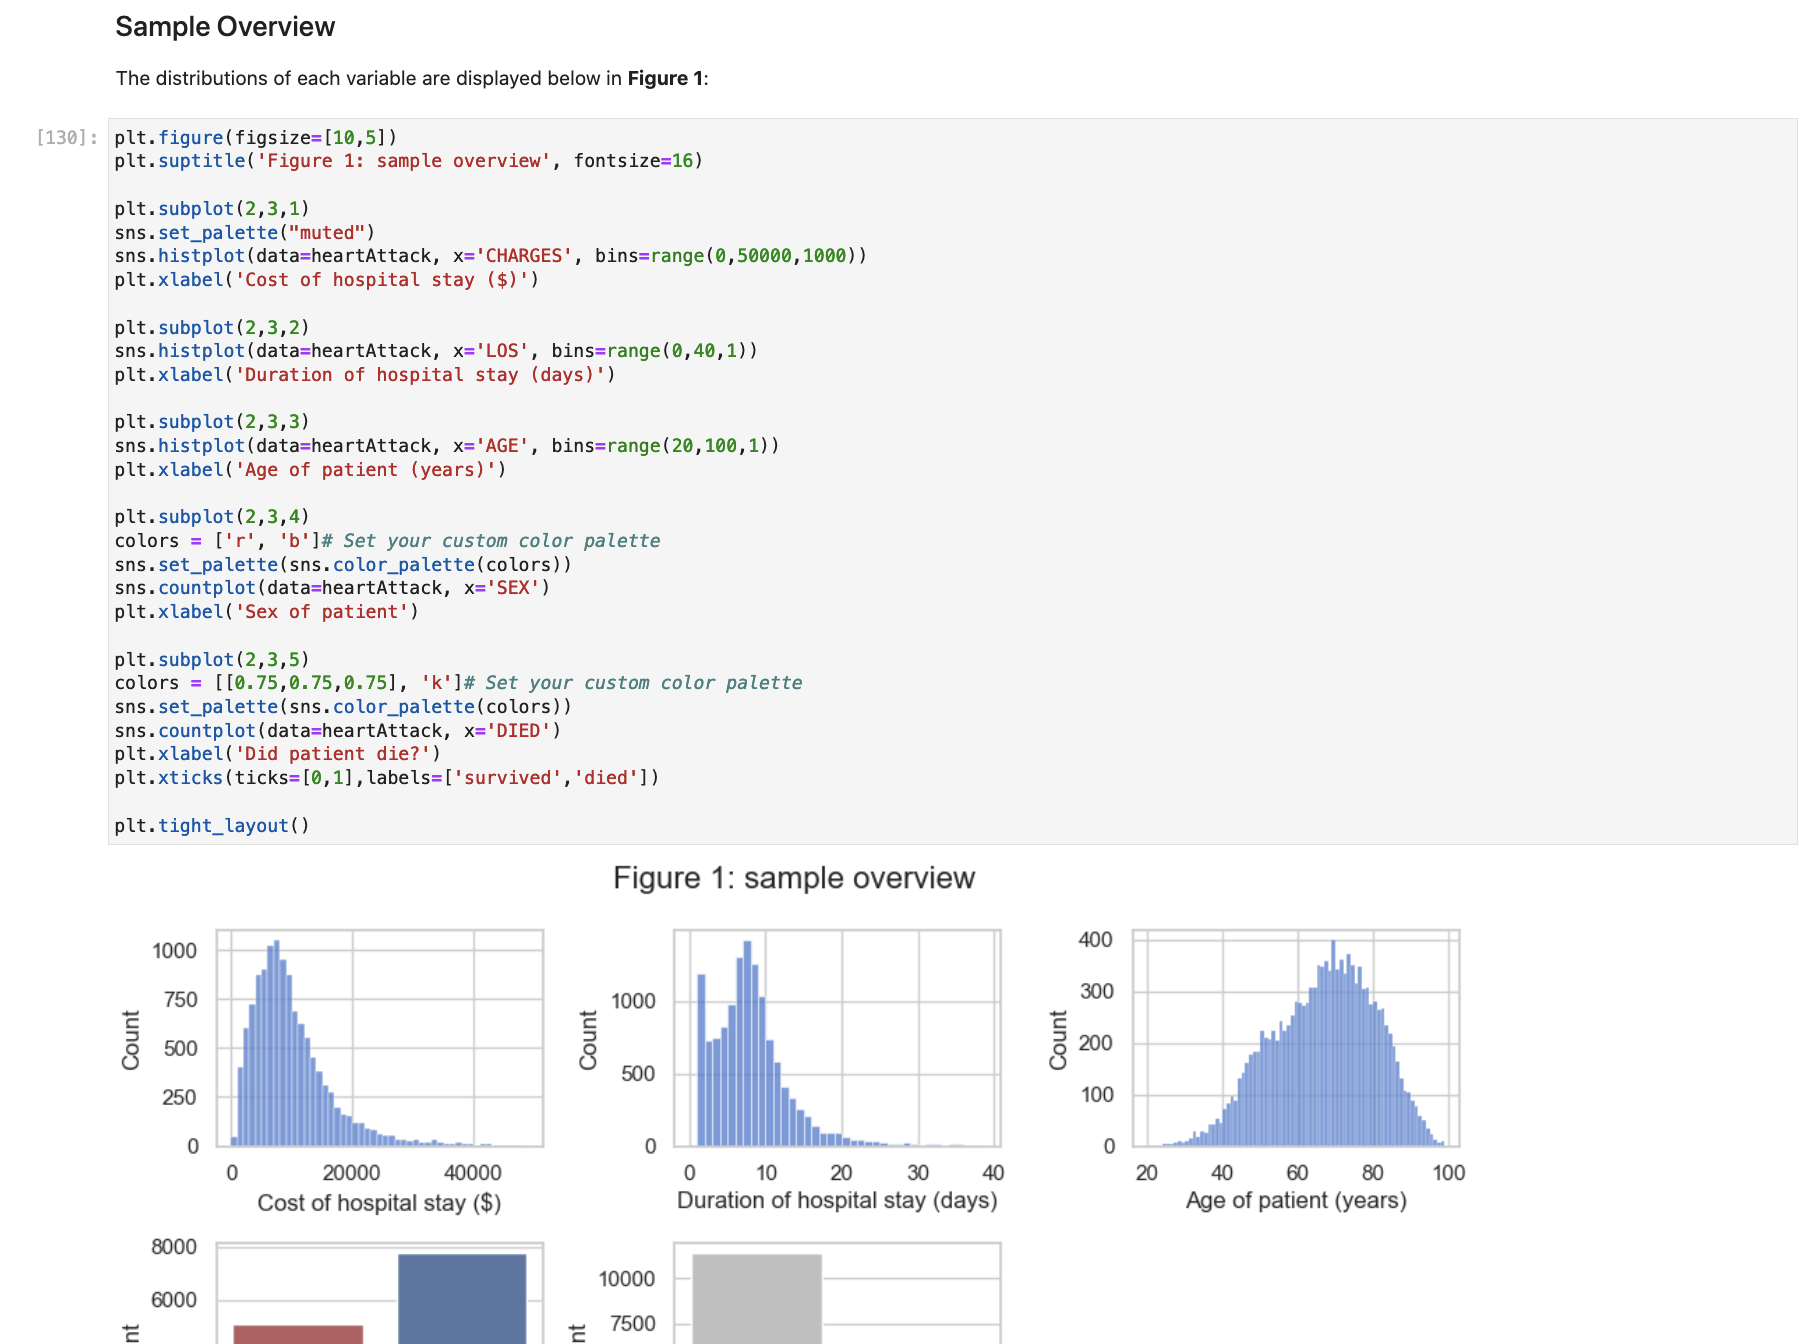 Sample Overview
The distributions of each variable are displayed below in Figure 1:
[130]:
plt.figure(figsize=[10,5])
plt.suptitle('Figure 1: sample overview', fontsize=16)
plt.subplot(2,3,1)
sns.set_palette("muted")
sns.histplot(data=heartAttack, x='CHARGES', bins=range(0,50000,1000))
plt.xlabel('Cost of hospital stay ($)')
plt.subplot(2,3,2)
sns.histplot(data=heartAttack, x='LOS', bins=range(0,40,1))
plt.xlabel('Duration of hospital stay (days)')
plt.subplot(2,3,3)
sns.histplot(data=heartAttack, x='AGE', bins=range(20,100,1))
plt.xlabel('Age of patient (years)')
plt.subplot(2,3,4)
colors = ['r', 'b']# Set your custom color palette
sns.set_palette(sns.color_palette(colors))
sns.countplot(data=heartAttack, x='SEX')
plt.xlabel('Sex of patient')
plt.subplot(2,3,5)
colors = [[0.75,0.75,0.75], 'k']# Set your custom color palette
sns.set_palette(sns.color_palette(colors))
sns.countplot(data=heartAttack, x='DIED')
plt.xlabel('Did patient die?')
plt.xticks(ticks=[0,1],labels=['survived','died'])
plt.tight_layout()
Figure 1: sample overview
1000
750
500
250
0
Count
0 20000 40000
Cost of hospital stay ($)
1000
500
0
Count
0 10 20 30 40
Duration of hospital stay (days)
400
300
200
100
0
Count
20 40 60 80 100
Age of patient (years)
8000
6000
nt
10000
7500
nt